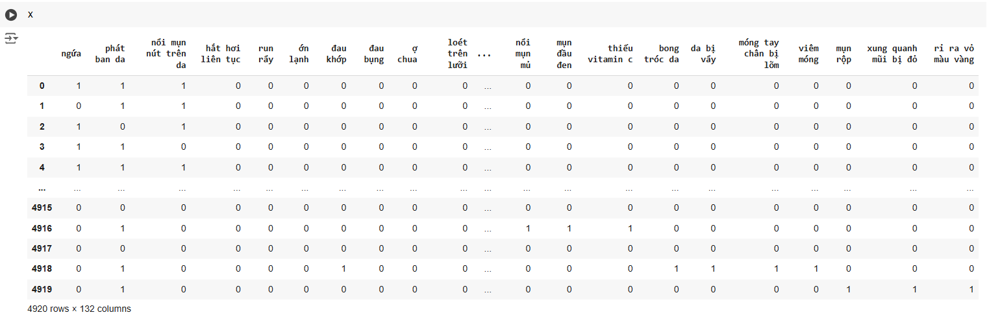 x
ngứa phát ban da nổi mụn nút trên da hắt hơi liên tục run rẩy ớn lạnh đau khớp đau bụng ợ chua loét trên lưỡi ... nổi mụn mủ mụn đầu đen thiếu vitamin c bong tróc da da bị vẩy móng tay chân bị lõm viêm móng mụn rộp xung quanh mũi bị đỏ rỉ ra vỏ màu vàng
0 1 1 1 0 0 0 0 0 0 0 ... 0 0 0 0 0 0 0 0 0 0
1 0 1 1 0 0 0 0 0 0 0 ... 0 0 0 0 0 0 0 0 0 0
2 1 0 1 0 0 0 0 0 0 0 ... 0 0 0 0 0 0 0 0 0 0
3 1 1 0 0 0 0 0 0 0 0 ... 0 0 0 0 0 0 0 0 0 0
4 1 1 1 0 0 0 0 0 0 0 ... 0 0 0 0 0 0 0 0 0 0
... ... ... ... ... ... ... ... ... ... ... ... ... ... ... ... ... ... ... ... ... ...
4915 0 0 0 0 0 0 0 0 0 0 ... 0 0 0 0 0 0 0 0 0 0
4916 0 1 0 0 0 0 0 0 0 0 ... 1 1 1 0 0 0 0 0 0 0
4917 0 0 0 0 0 0 0 0 0 0 ... 0 0 0 0 0 0 0 0 0 0
4918 0 1 0 0 0 0 1 0 0 0 ... 0 0 0 1 1 1 1 0 0 0
4919 0 1 0 0 0 0 0 0 0 0 ... 0 0 0 0 0 0 0 1 1 1
4920 rows × 132 columns